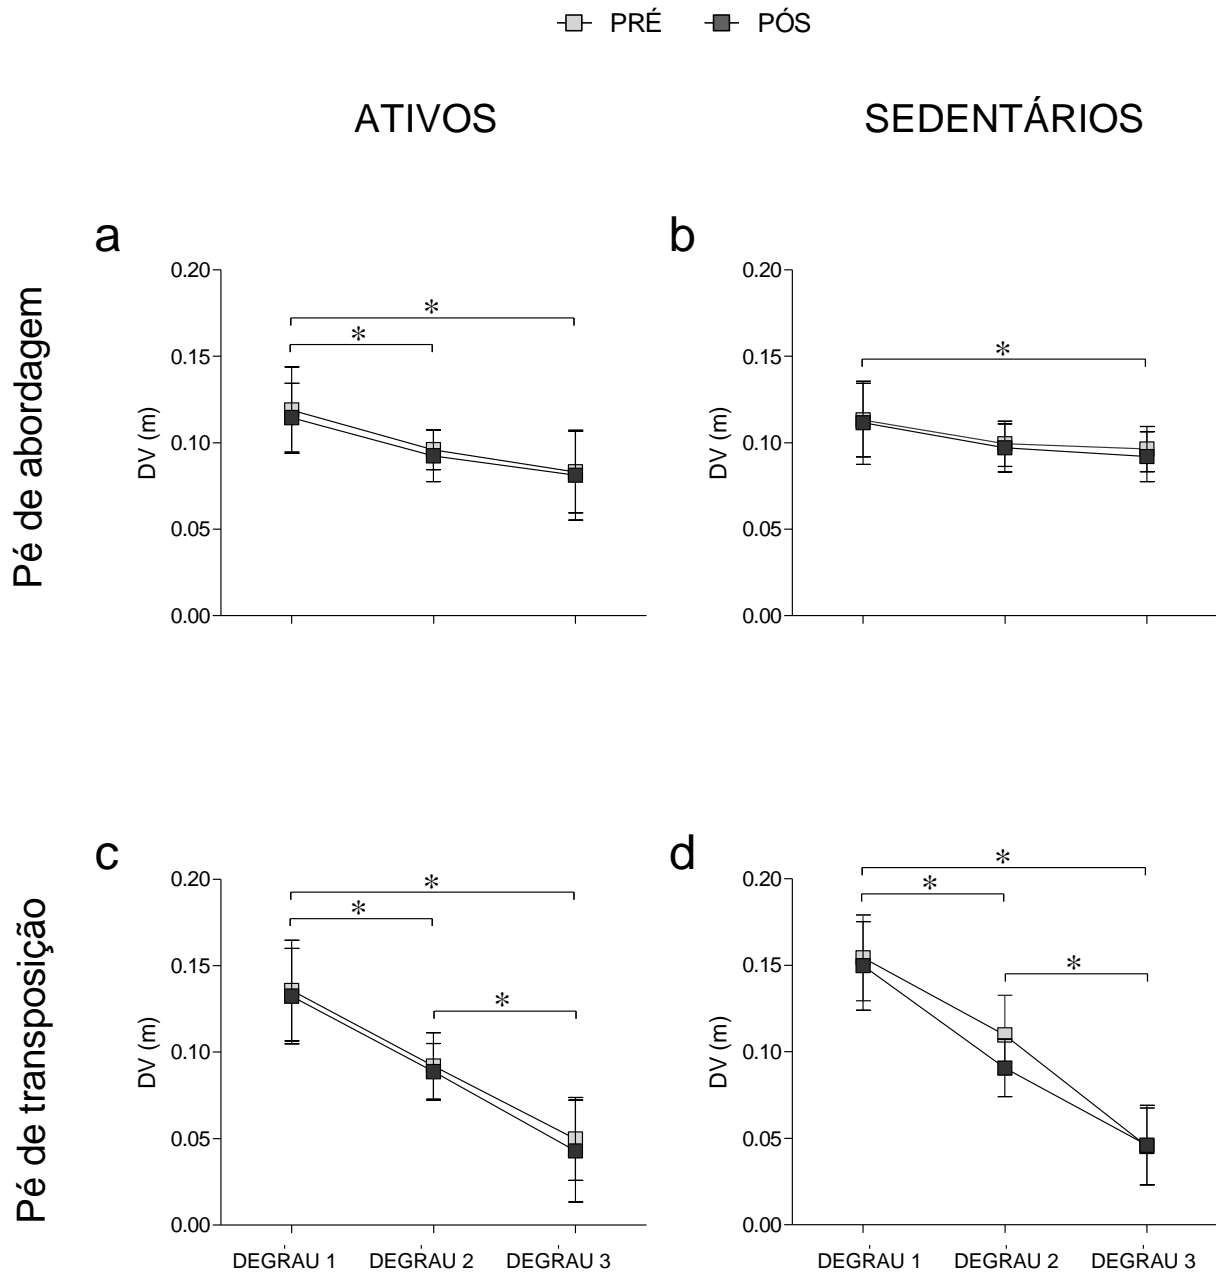 PRÉ PÓS
ATIVOS SEDENTÁRIOS
Pé de abordagem
a
DV (m)
0.20
0.15
0.10
0.05
0.00
*
*
b
DV (m)
0.20
0.15
0.10
0.05
0.00
*
Pé de transposição
c
DV (m)
0.20
0.15
0.10
0.05
0.00
*
*
*
DEGRAU 1 DEGRAU 2 DEGRAU 3
d
DV (m)
0.20
0.15
0.10
0.05
0.00
*
*
*
DEGRAU 1 DEGRAU 2 DEGRAU 3